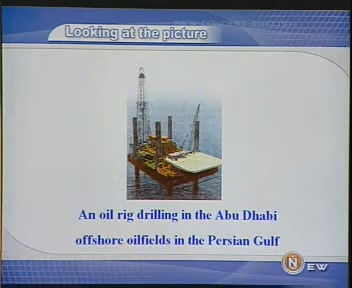 Looking at the picture
An oil rig drilling in the Abu Dhabi
offshore oilfields in the Persian Gulf
NEW